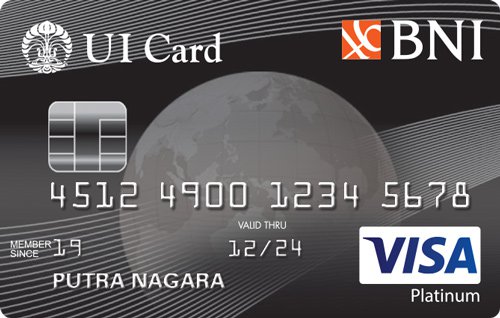 UI Card
BNI
4512 4900 1234 5678
VALID THRU
MEMBER SINCE 19
12/24
PUTRA NAGARA
VISA
Platinum